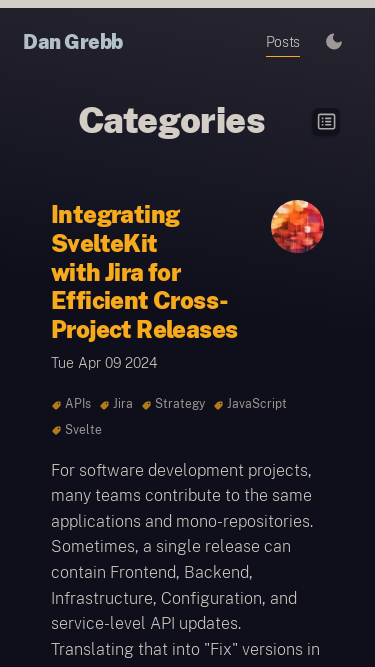 Dan Grebb
Posts
Categories
Integrating
SvelteKit
with Jira for
Efficient Cross-
Project Releases
Tue Apr 09 2024
APIs Jira Strategy JavaScript
Svelte
For software development projects,
many teams contribute to the same
applications and mono-repositories.
Sometimes, a single release can
contain Frontend, Backend,
Infrastructure, Configuration, and
service-level API updates.
Translating that into "Fix" versions in